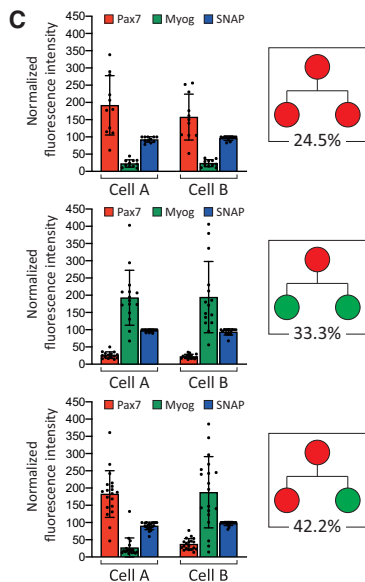 C
Pax7 Myog SNAP
Normalized
fluorescence intensity
450
400
350
300
250
200
150
100
50
0
Cell A Cell B
24.5%
Pax7 Myog SNAP
Normalized
fluorescence intensity
450
400
350
300
250
200
150
100
50
0
Cell A Cell B
33.3%
Pax7 Myog SNAP
Normalized
fluorescence intensity
450
400
350
300
250
200
150
100
50
0
Cell A Cell B
42.2%